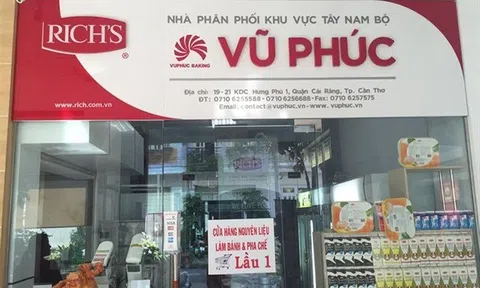 RICH'S
®
www.rich.com.vn
NHÀ PHÂN PHỐI KHU VỰC TÂY NAM BỘ
VUPHUC BAKING
VŨ PHÚC
Địa chỉ: 19-21 KDC Hưng Phú 1, Quận Cái Răng, Tp. Cần Thơ
ĐT: 0710 6255588 - 0710 6256688 - Fax: 0710 6257575
Email: contact@vuphuc.vn - www. vuphuc.vn
RICH'S
VISA
CỬA HÀNG NGUYÊN LIỆU
LÀM BÁNH & PHA CHẾ
Lầu 1